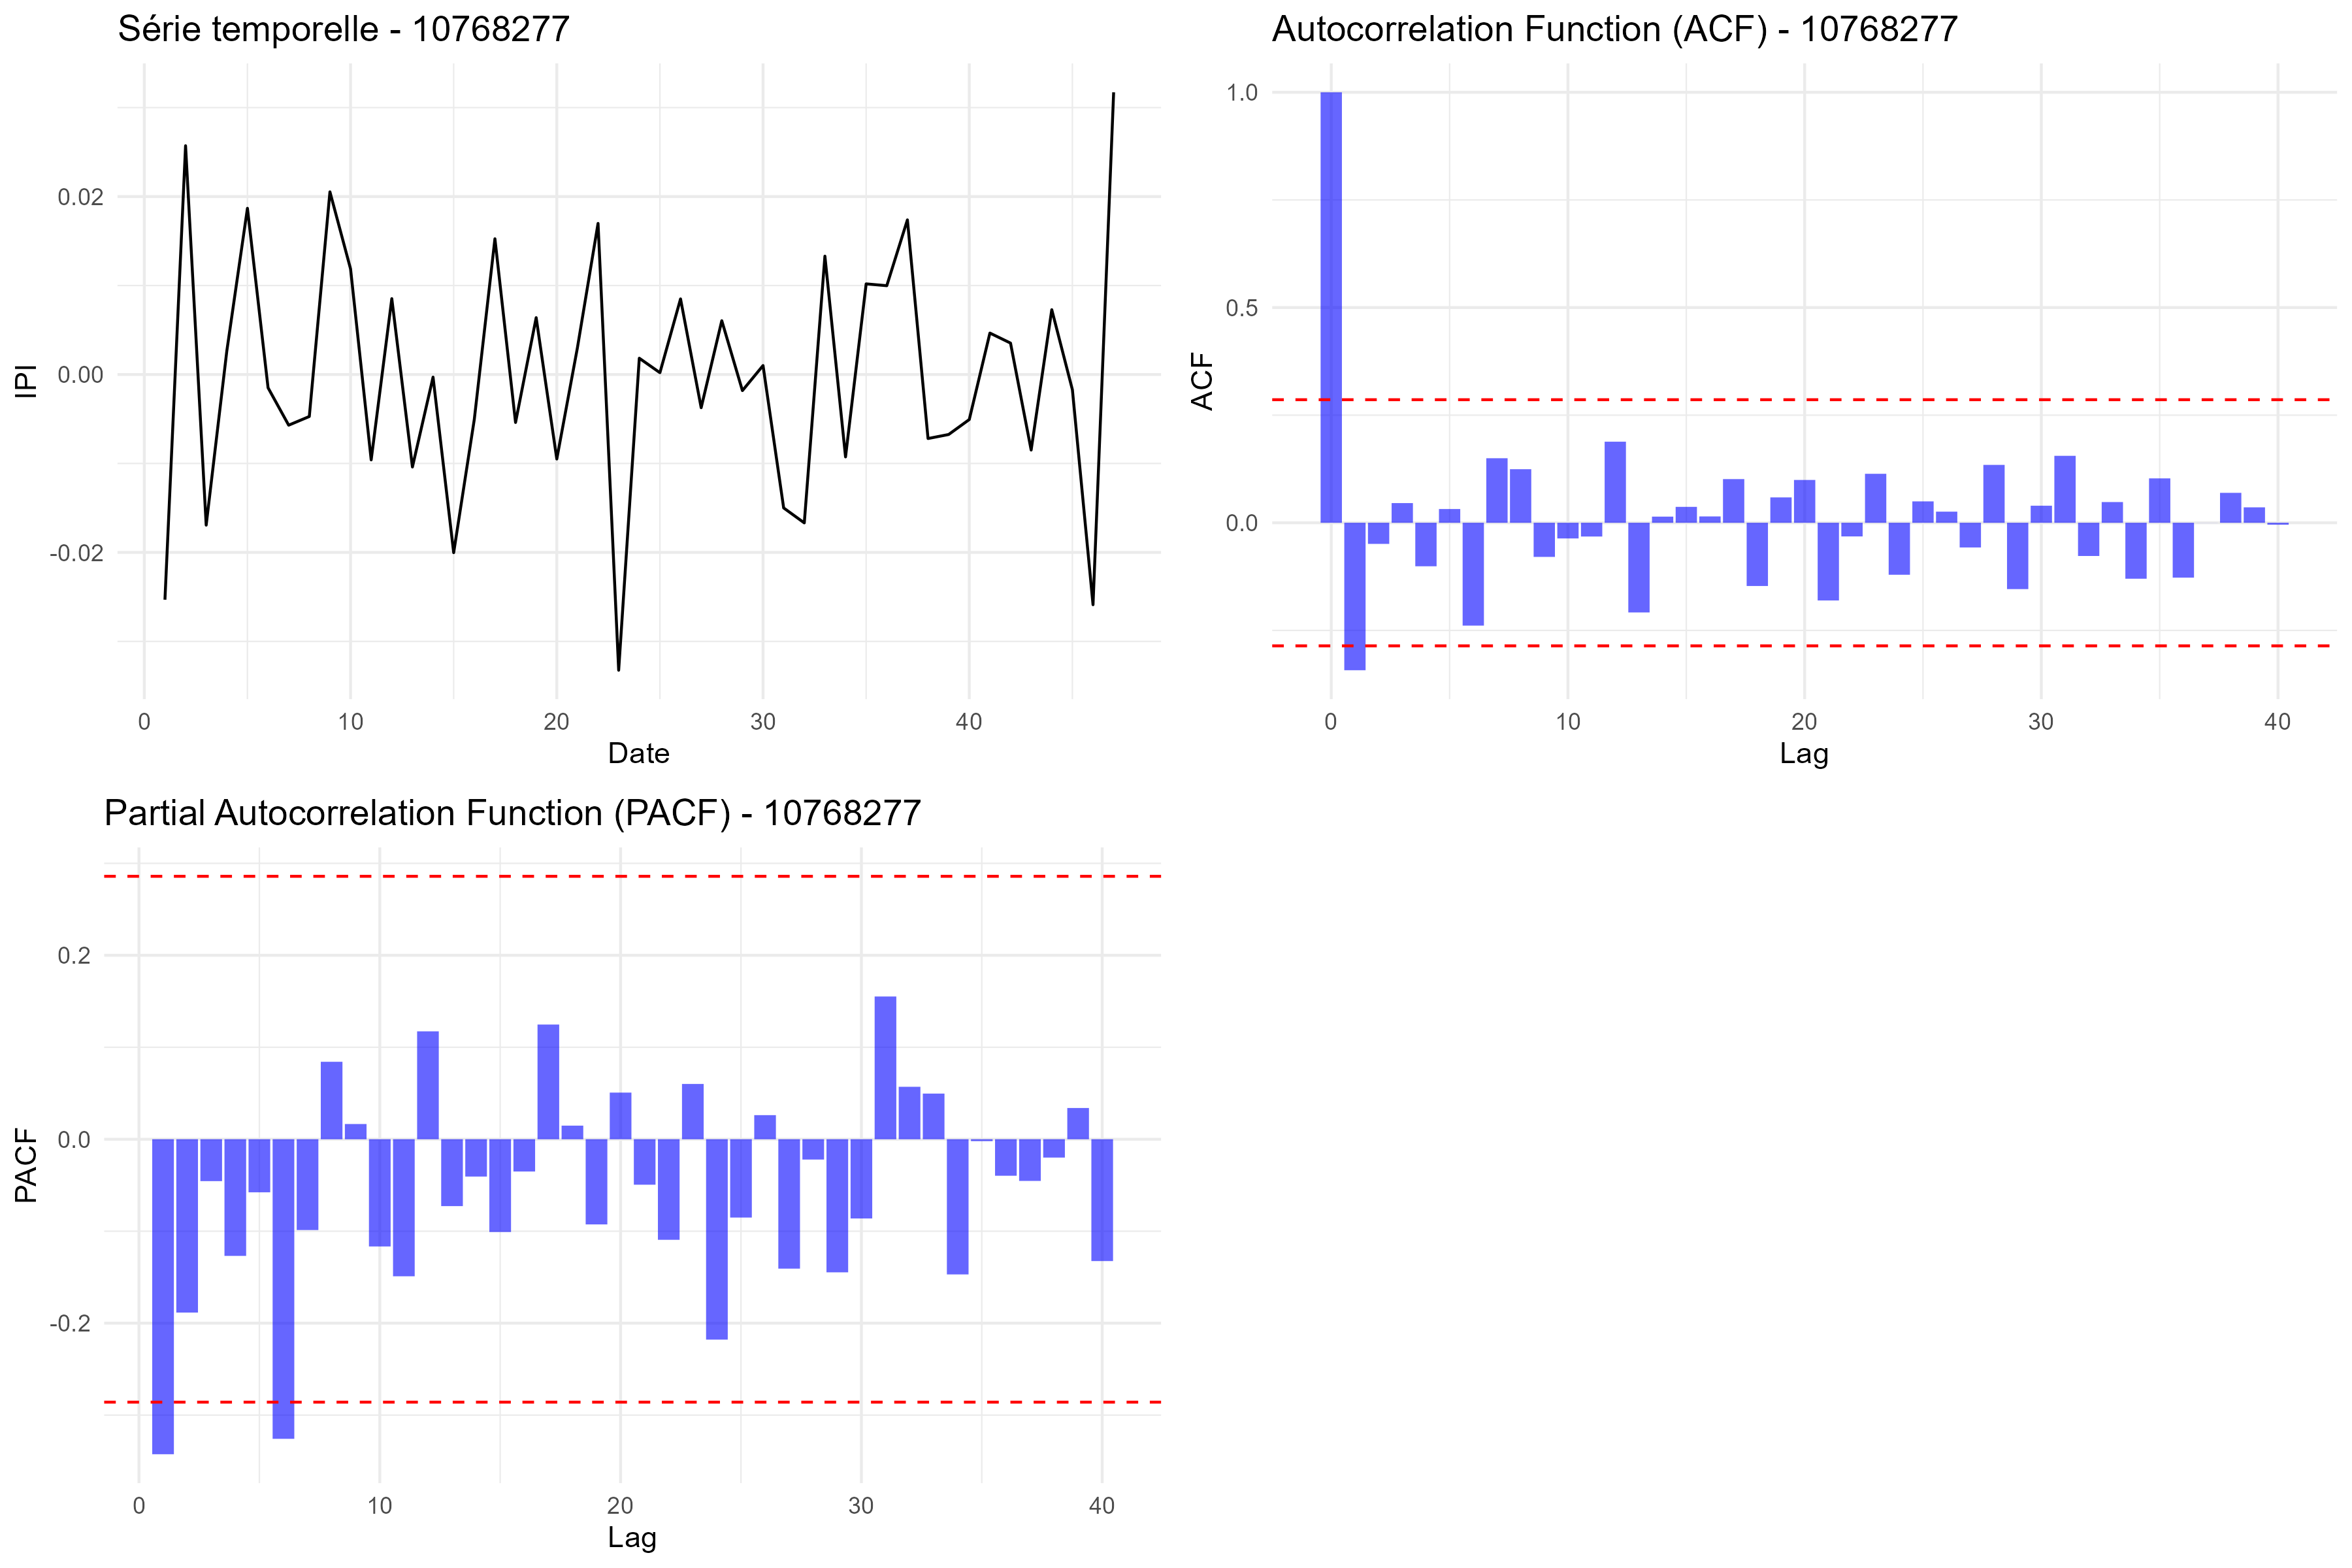 Série temporelle - 10768277
IPI
0.02
0.00
-0.02
0
10
20
30
40
Date
Autocorrelation Function (ACF) - 10768277
ACF
1.0
0.5
0.0
0
10
20
30
40
Lag
Partial Autocorrelation Function (PACF) - 10768277
PACF
0.2
0.0
-0.2
0
10
20
30
40
Lag